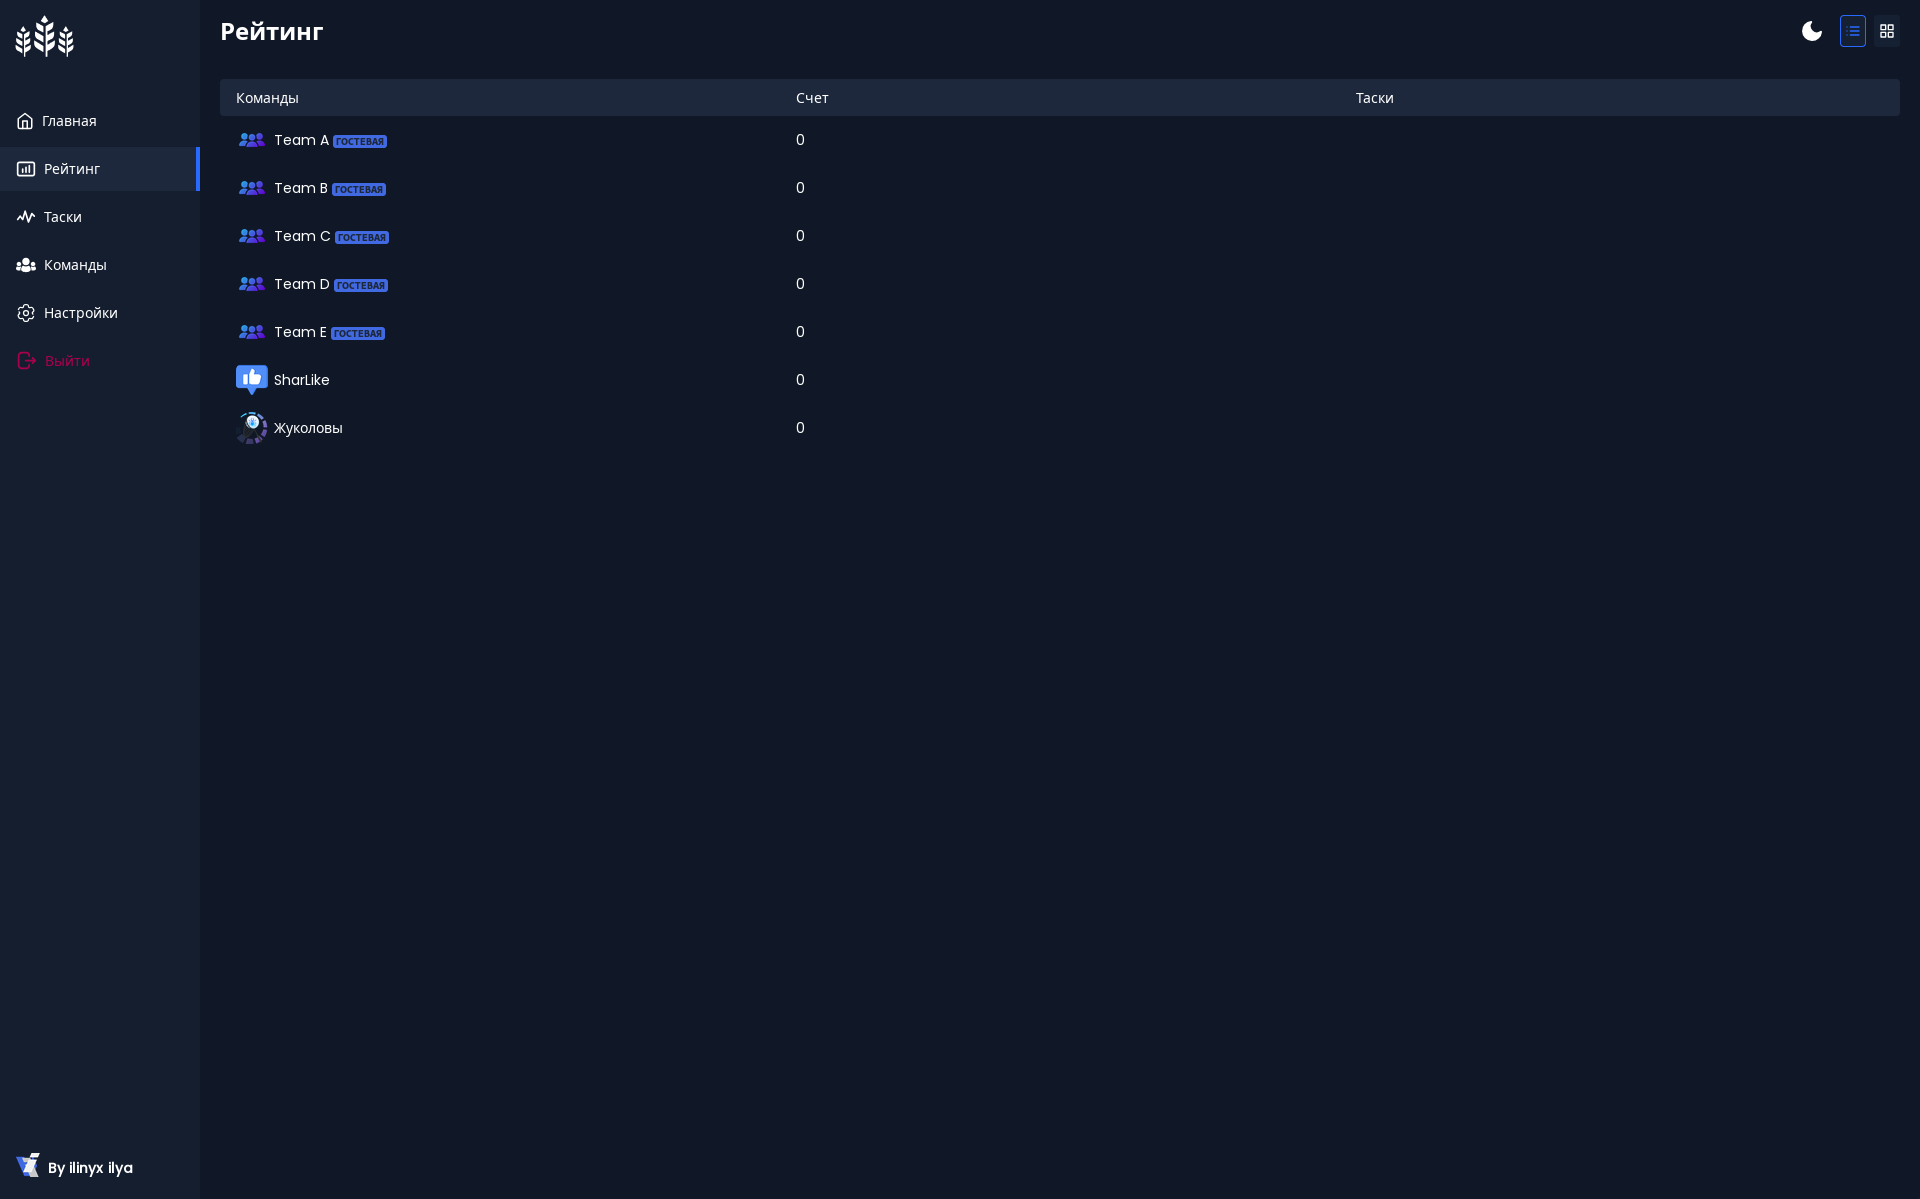 Рейтинг
Главная
Рейтинг
Таски
Команды
Настройки
Выйти
Команды Счет Таски
Team A ГОСТЕВАЯ 0
Team B ГОСТЕВАЯ 0
Team C ГОСТЕВАЯ 0
Team D ГОСТЕВАЯ 0
Team E ГОСТЕВАЯ 0
SharLike 0
Жуколовы 0
By ilinyx ilya